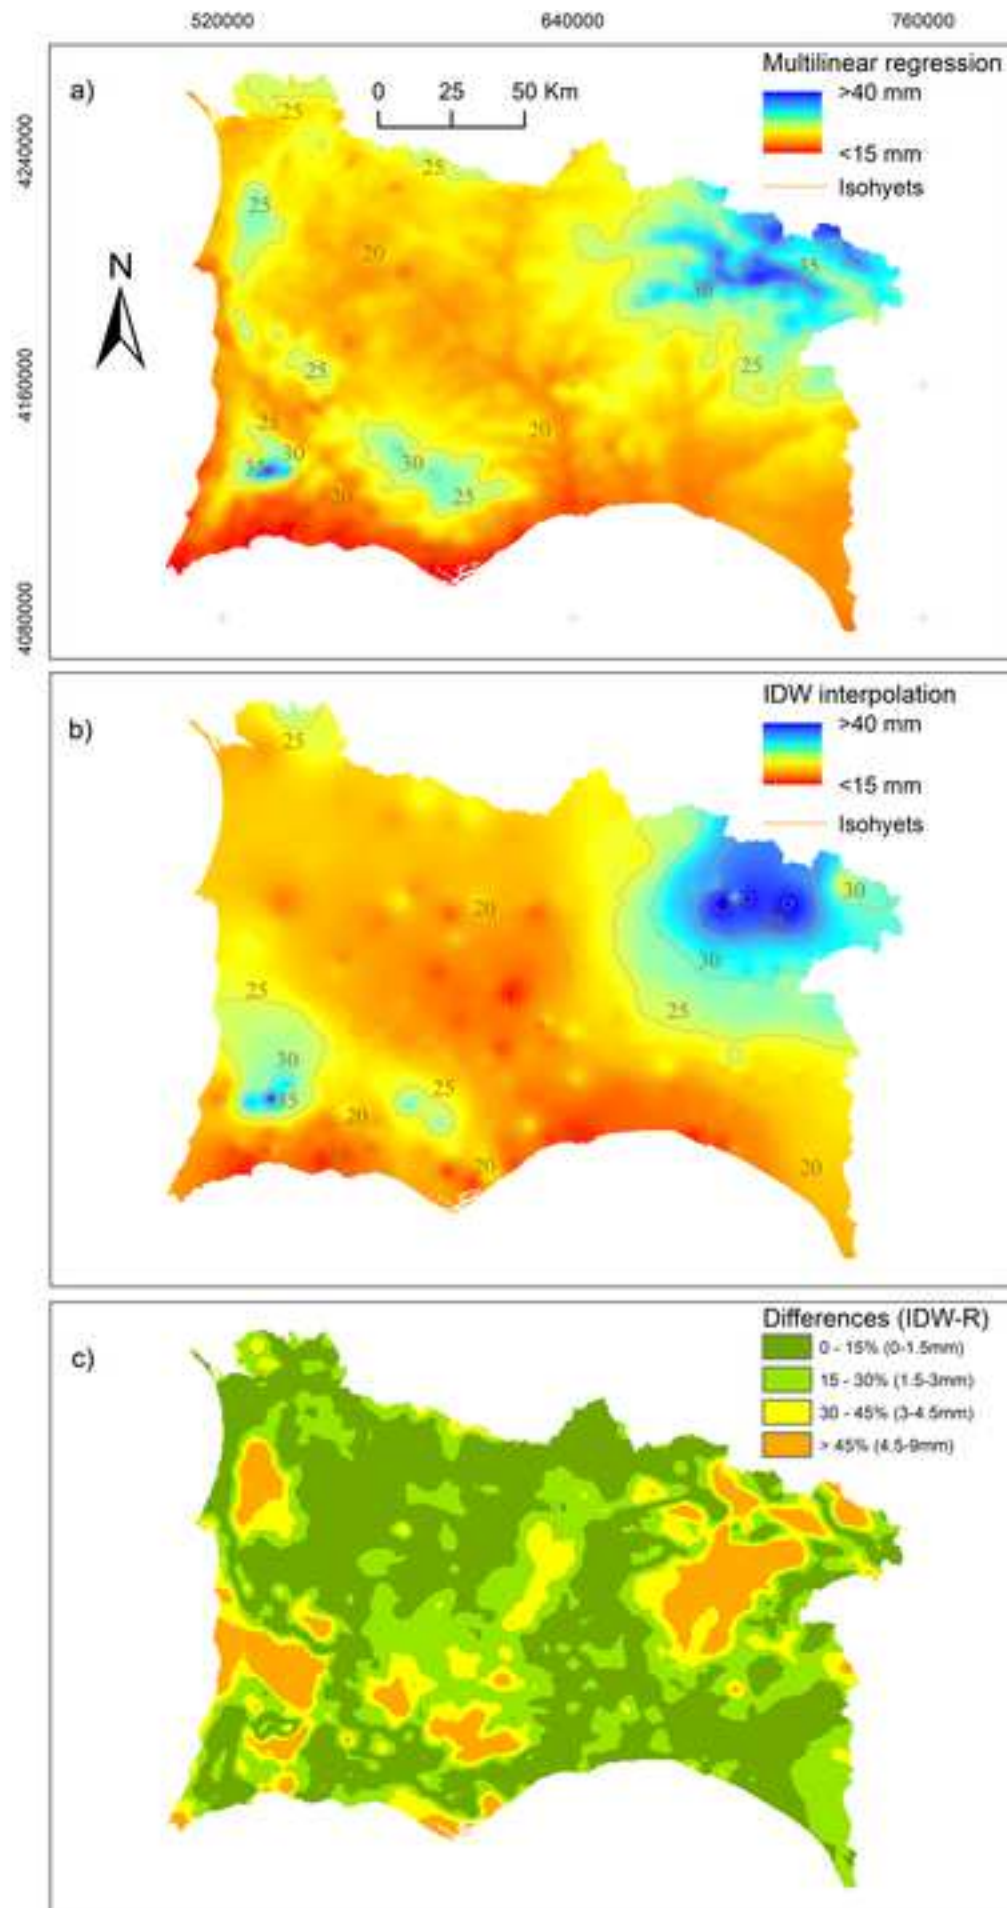 520000 640000 760000
a)
0 25 50 Km
Multilinear regression
>40 mm
<15 mm
Isohyets
N
4240000
4160000
4080000
25
25
25
20
35
30
25
25
25
30
35
20
30
25
20
b)
IDW interpolation
>40 mm
<15 mm
Isohyets
25
30
20
30
25
25
30
35
25
20
20
20
c)
Differences (IDW-R)
0 - 15% (0-1.5mm)
15 - 30% (1.5-3mm)
30 - 45% (3-4.5mm)
> 45% (4.5-9mm)